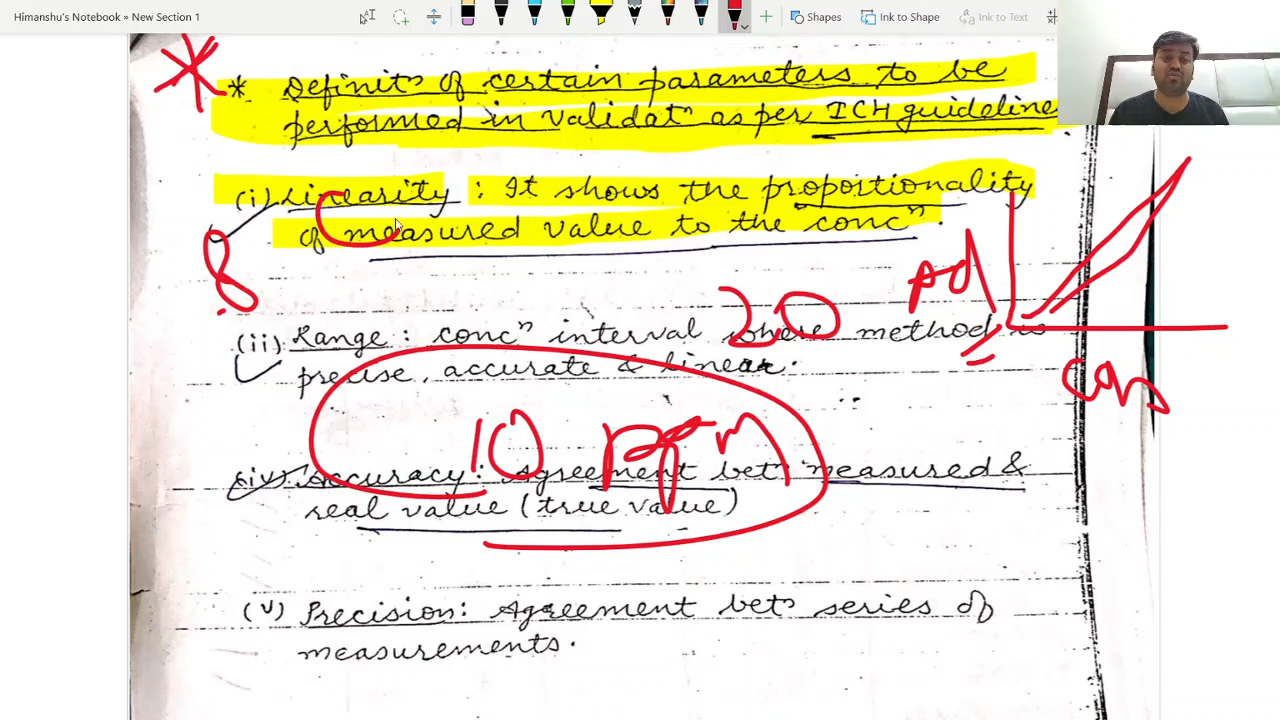 Himanshu's Notebook » New Section 1
Shapes
Ink to Shape
Ink to Text
* Definitⁿ of certain parameters to be
performed in validatⁿ as per ICH guideline
(i) Linearity : It shows the proportionality
of measured value to the concⁿ.
8
(ii) Range : concⁿ interval where method is
precise, accurate & linear.
20
10 ppm
(iv) Accuracy : Agreement betⁿ measured &
real value (true value)
(v) Precision : Agreement betⁿ series of
measurements.